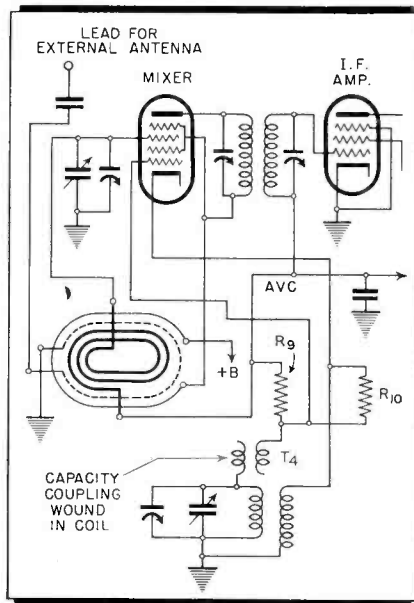 LEAD FOR
EXTERNAL ANTENNA
MIXER
I.F.
AMP.
AVC
+B
R9
R10
T4
CAPACITY
COUPLING
WOUND
IN COIL